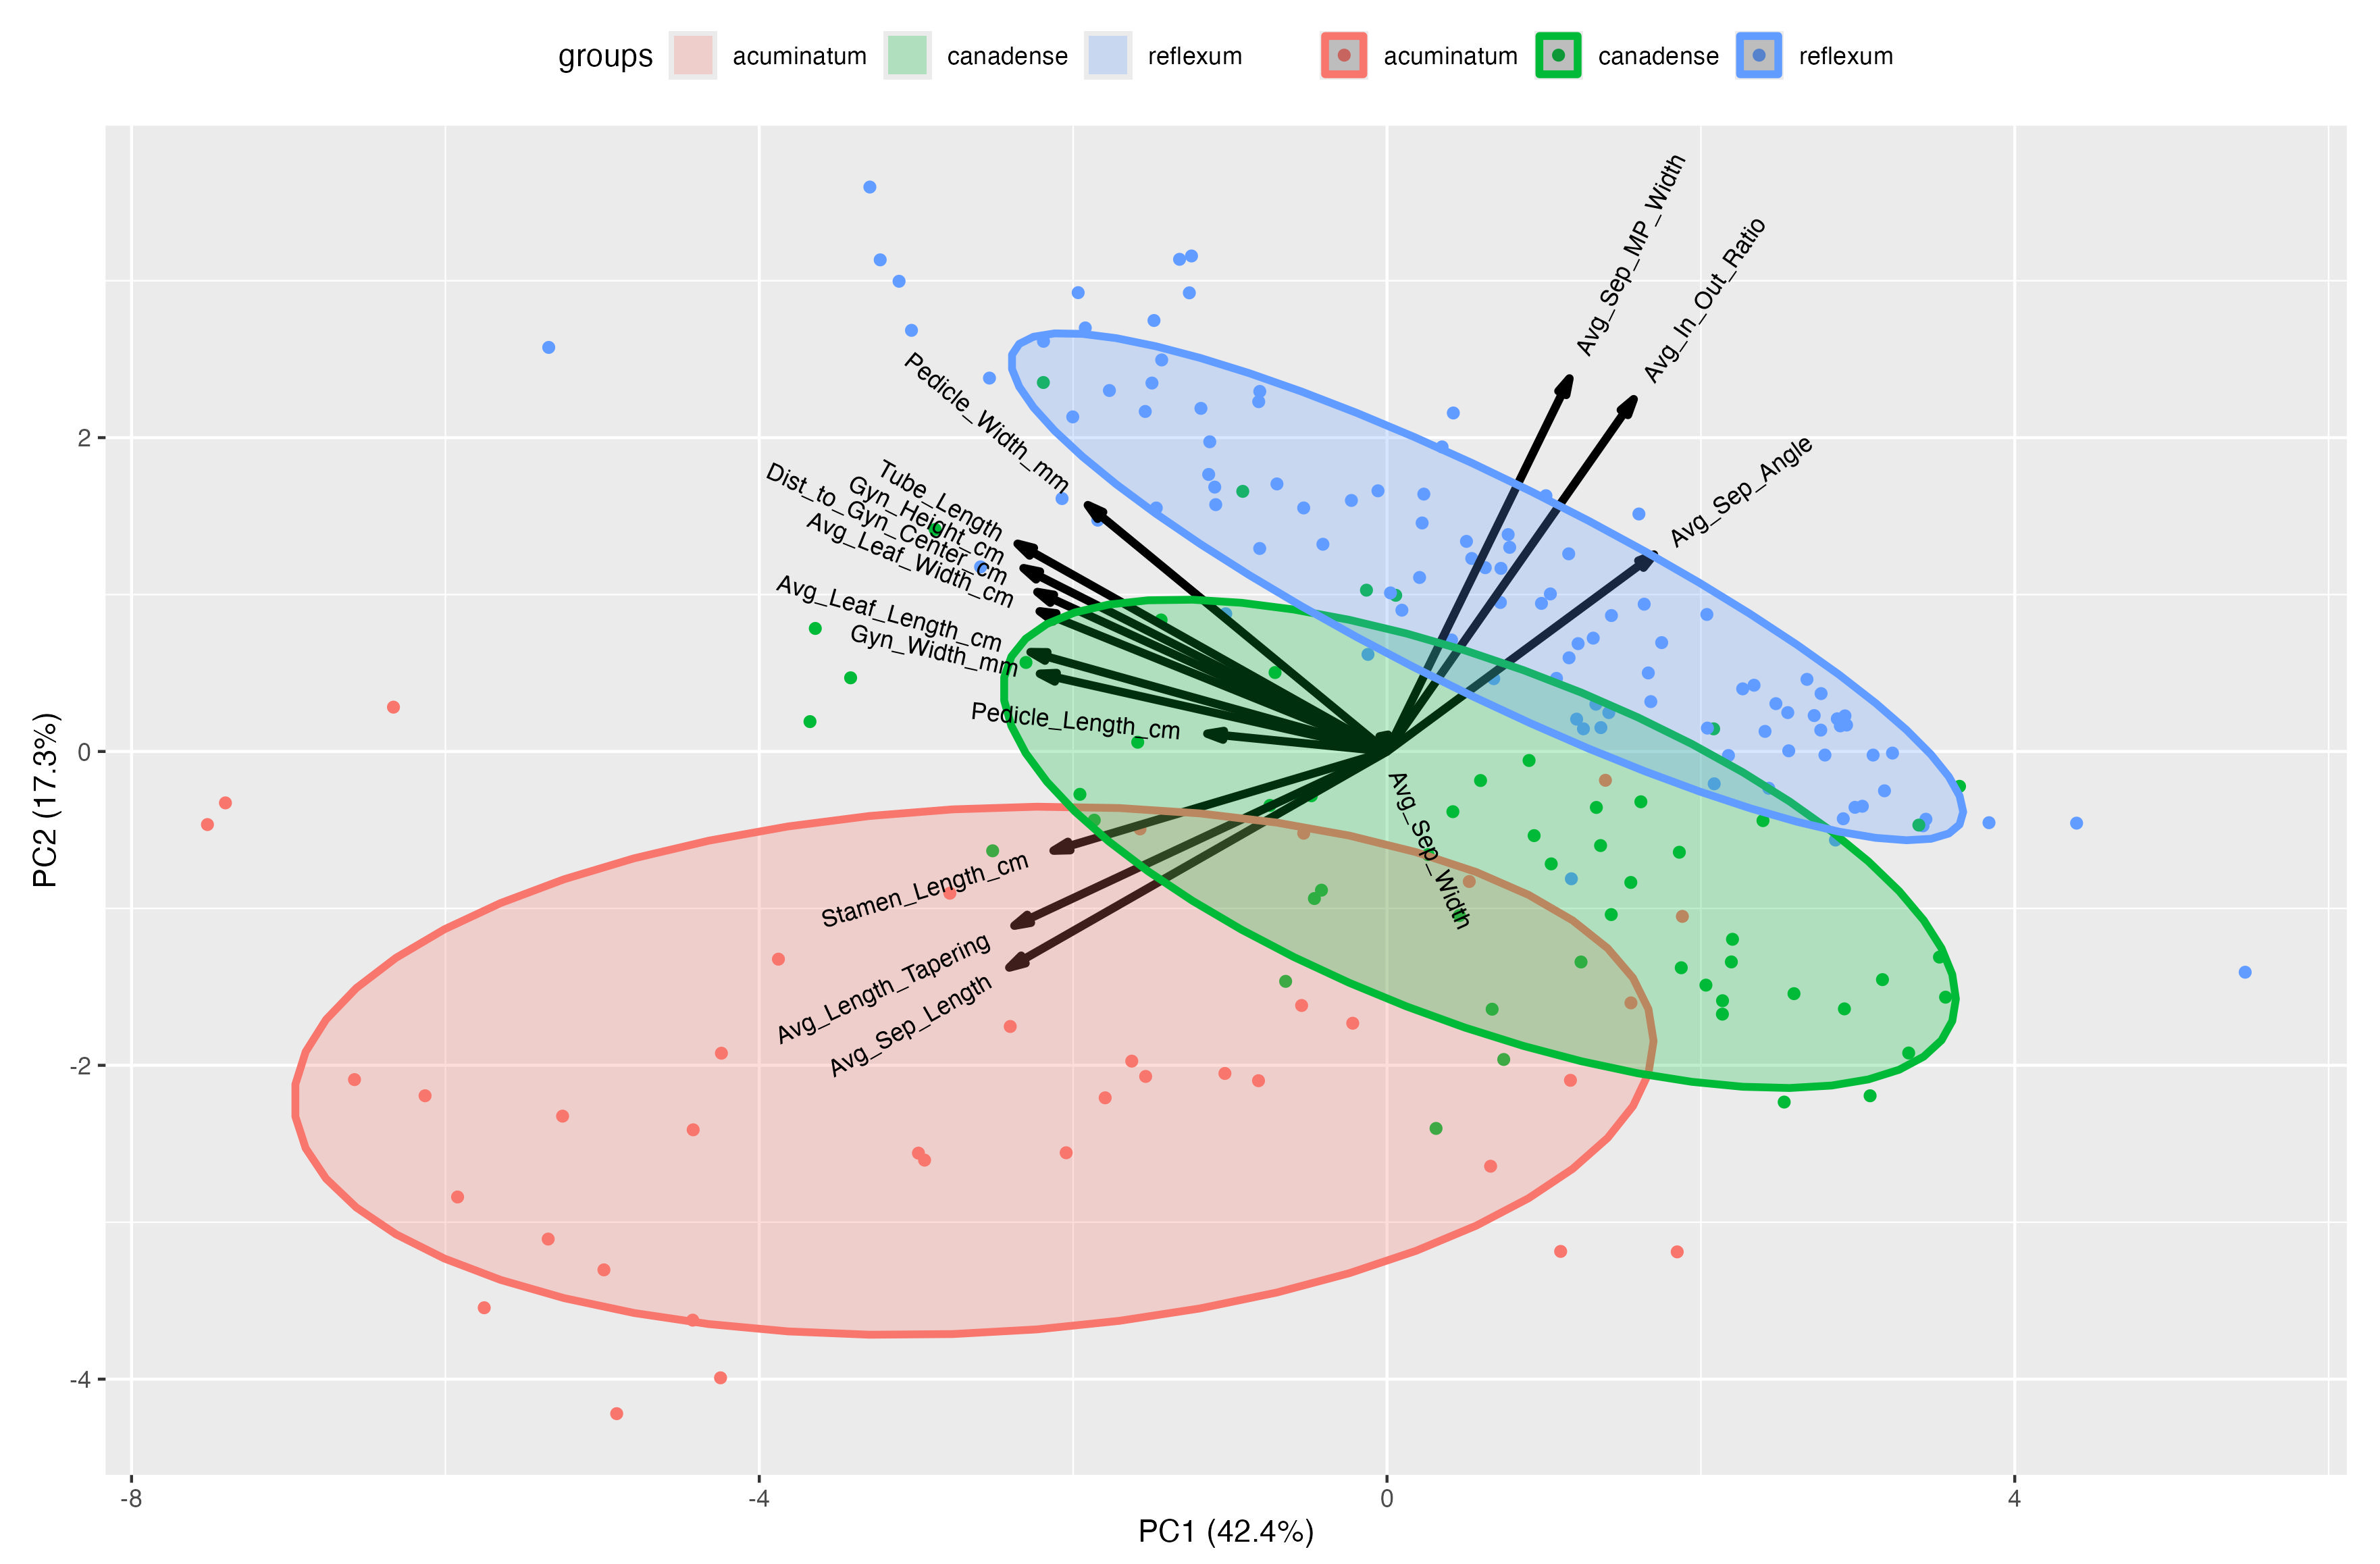 groups acuminatum canadense reflexum acuminatum canadense reflexum
Avg_Sep_MP_Width
Avg_In_Out_Ratio
Avg_Sep_Angle
Pedicle_Width_mm
Tube_Length
Gyn_Height_cm
Dist_to_Gyn_Center_cm
Avg_Leaf_Width_cm
Avg_Leaf_Length_cm
Gyn_Width_mm
Pedicle_Length_cm
Avg_Sep_Width
Stamen_Length_cm
Avg_Length_Tapering
Avg_Sep_Length
PC2 (17.3%)
2
0
-2
-4
-8 -4 0 4
PC1 (42.4%)